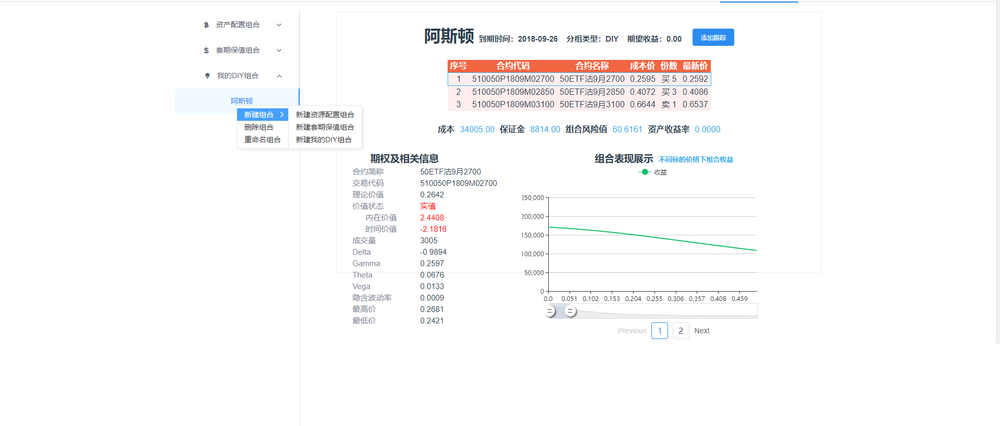 资产配置组合
套期保值组合
我的DIY组合
阿斯顿
新建组合
删除组合
重命名组合
新建资源配置组合
新建套期保值组合
新建我的DIY组合
阿斯顿 到期时间：2018-09-26 分组类型：DIY 期望收益：0.00 添加跟踪
序号 合约代码 合约名称 成本价 份数 最新价
1 510050P1809M02700 50ETF沽9月2700 0.2595 买 5 0.2592
2 510050P1809M02850 50ETF沽9月2850 0.4072 买 3 0.4086
3 510050P1809M03100 50ETF沽9月3100 0.6644 卖 1 0.6537
成本 34005.00 保证金 8814.00 组合风险值 60.6161 资产收益率 0.0000
期权及相关信息
合约简称 50ETF沽9月2700
交易代码 510050P1809M02700
理论价值 0.2642
价值状态 实值
内在价值 2.4408
时间价值 -2.1816
成交量 3005
Delta -0.9894
Gamma 0.2597
Theta 0.0676
Vega 0.0133
隐含波动率 0.0009
最高价 0.2681
最低价 0.2421
组合表现展示 不同标的价格下组合收益
收益
250,000
200,000
150,000
100,000
50,000
0
0.0 0.051 0.102 0.153 0.204 0.255 0.306 0.357 0.408 0.459
Previous 1 2 Next